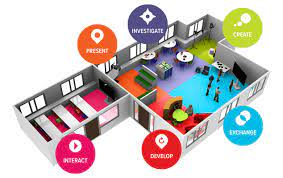 PRESENT
INVESTIGATE
CREATE
INTERACT
DEVELOP
EXCHANGE